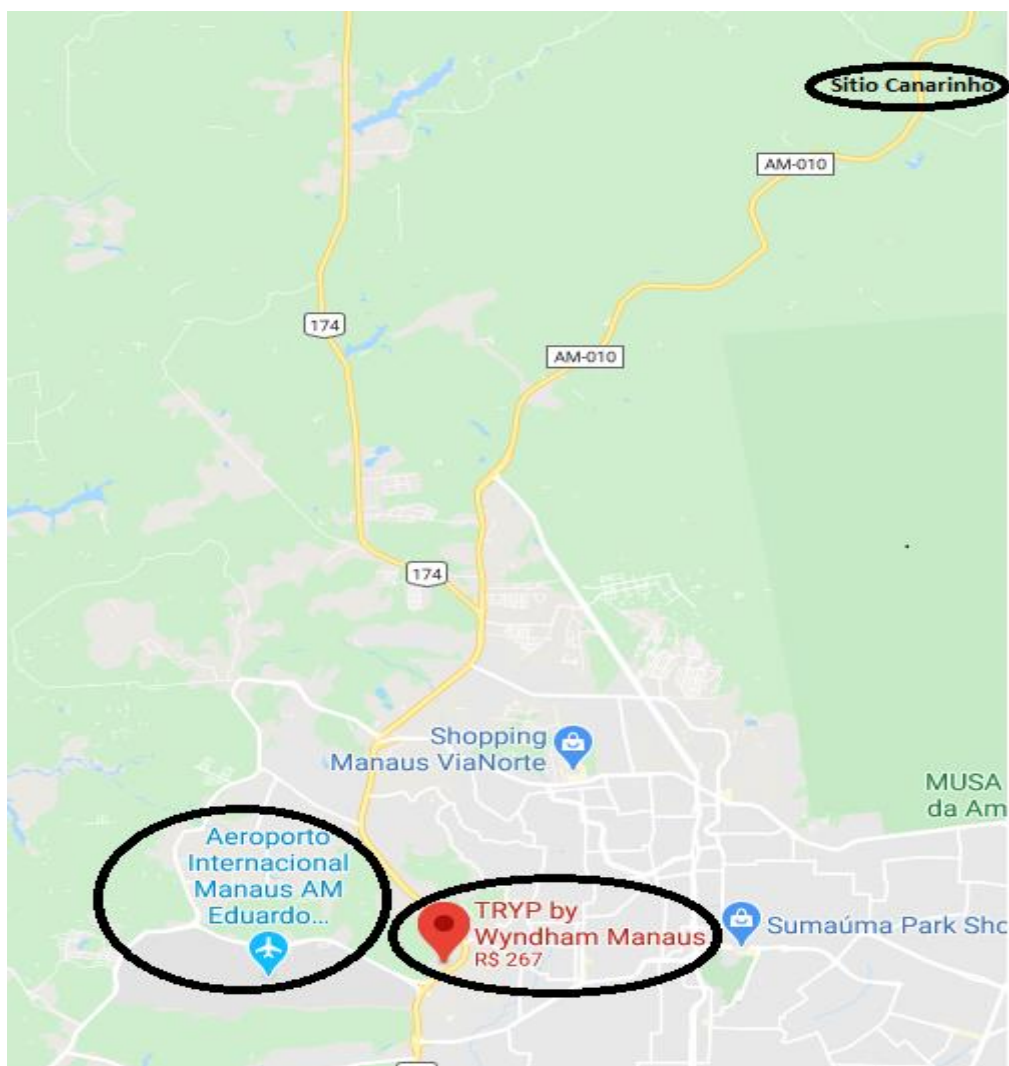 Sitio Canarinho
AM-010
174
AM-010
174
Shopping
Manaus ViaNorte
MUSA
da Am
Aeroporto
Internacional
Manaus AM
Eduardo...
TRYP by
Wyndham Manaus
R$ 267
Sumaúma Park Sho